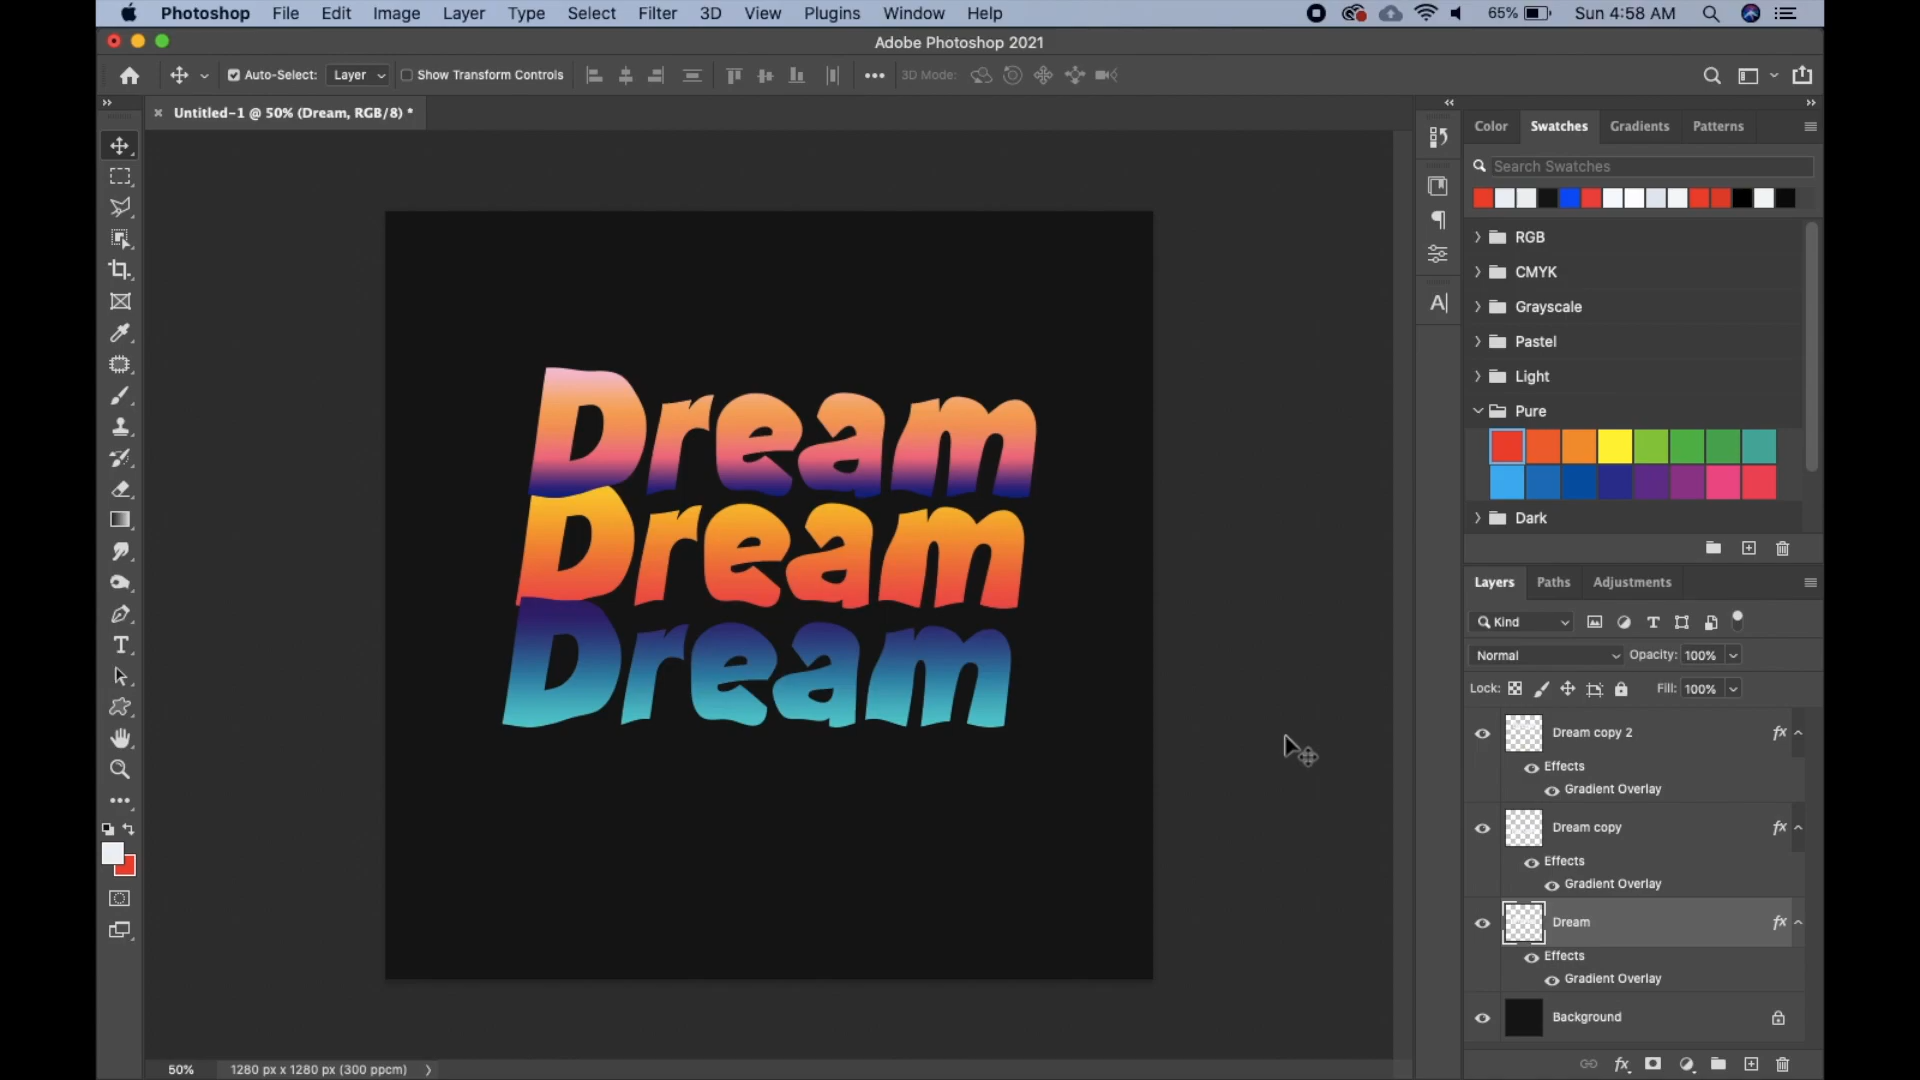 Photoshop File Edit Image Layer Type Select Filter 3D View Plugins Window Help 65% Sun 4:58 AM
Adobe Photoshop 2021
Auto-Select: Layer Show Transform Controls 3D Mode:
× Untitled-1 @ 50% (Dream, RGB/8) *
Color Swatches Gradients Patterns
Search Swatches
RGB
CMYK
Grayscale
Pastel
Light
Pure
Dark
Dream
Dream
Dream
Layers Paths Adjustments
Kind
Normal Opacity: 100%
Lock: Fill: 100%
Dream copy 2 fx
Effects
Gradient Overlay
Dream copy fx
Effects
Gradient Overlay
Dream fx
Effects
Gradient Overlay
Background
50% 1280 px x 1280 px (300 ppcm)